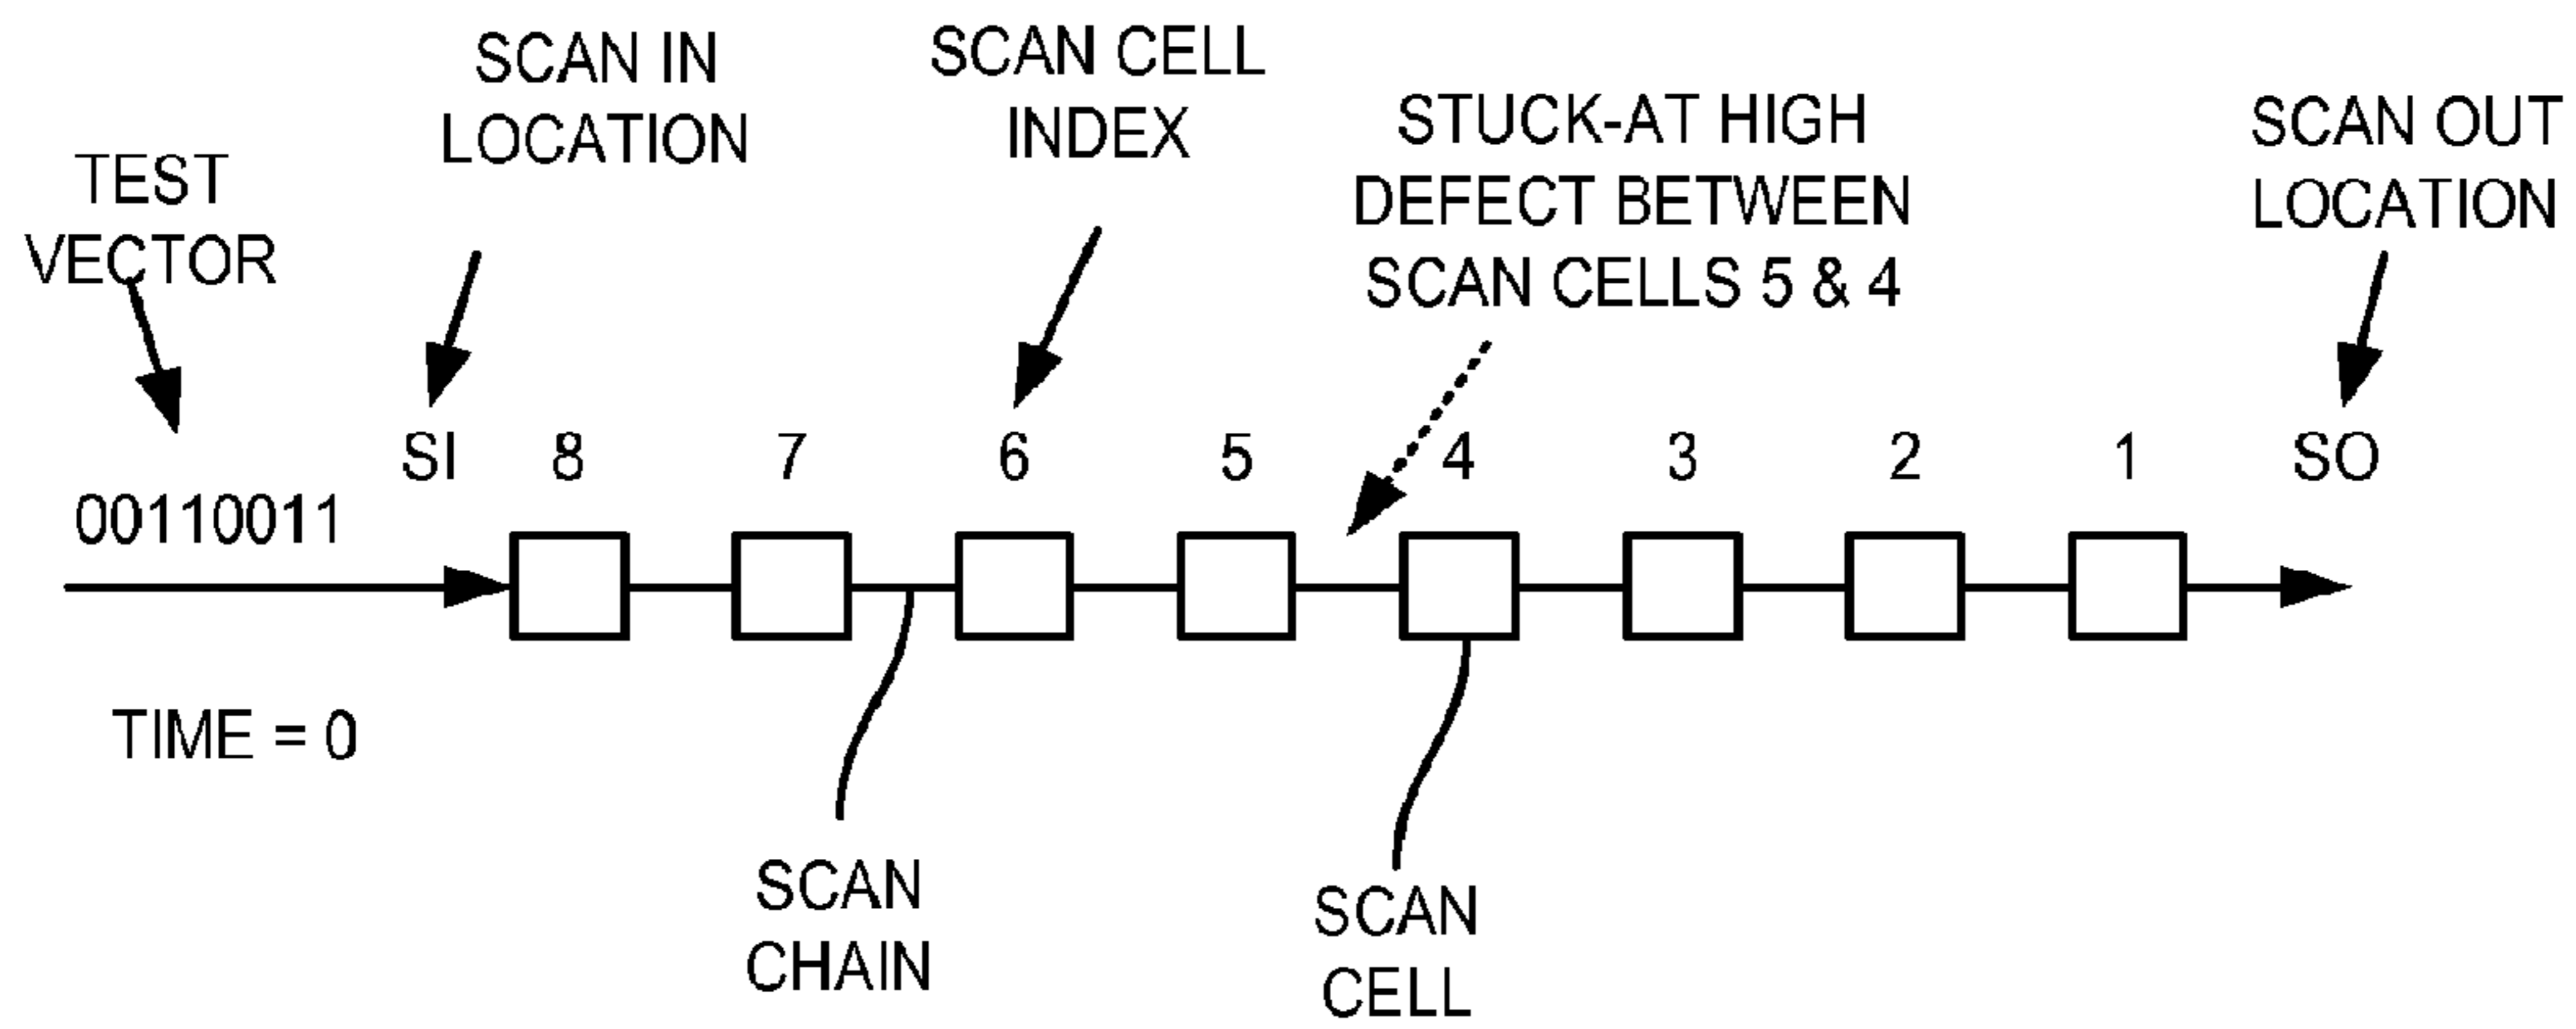 TEST
VECTOR
SCAN IN
LOCATION
SCAN CELL
INDEX
STUCK-AT HIGH
DEFECT BETWEEN
SCAN CELLS 5 & 4
SCAN OUT
LOCATION
00110011
SI 8 7 6 5 4 3 2 1 SO
TIME = 0
SCAN
CHAIN
SCAN
CELL